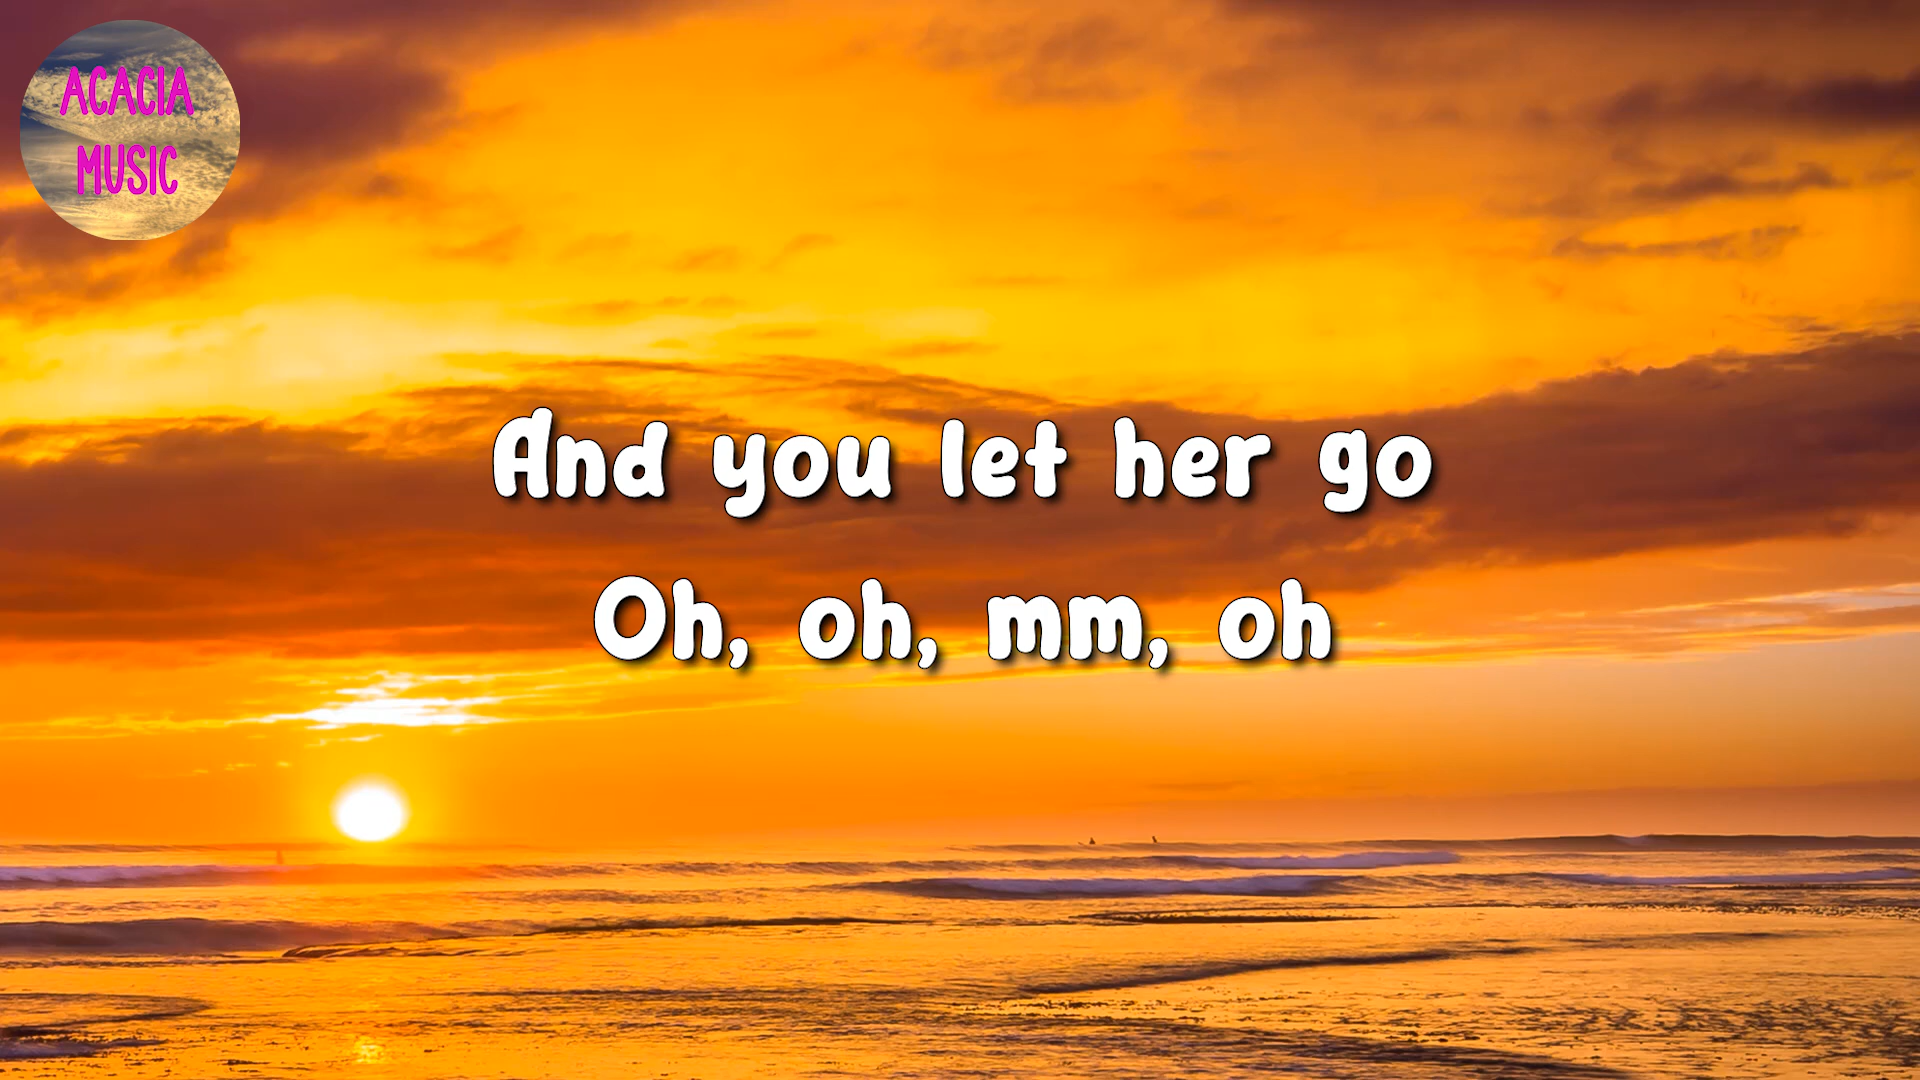 ACACIA
MUSIC
And you let her go
Oh, oh, mm, oh